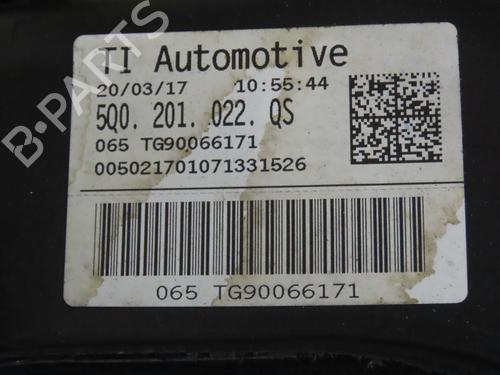 TI Automotive
20/03/17 10:55:44
5Q0. 201. 022. QS
065 TG90066171
005021701071331526
065 TG90066171
B-PARTS